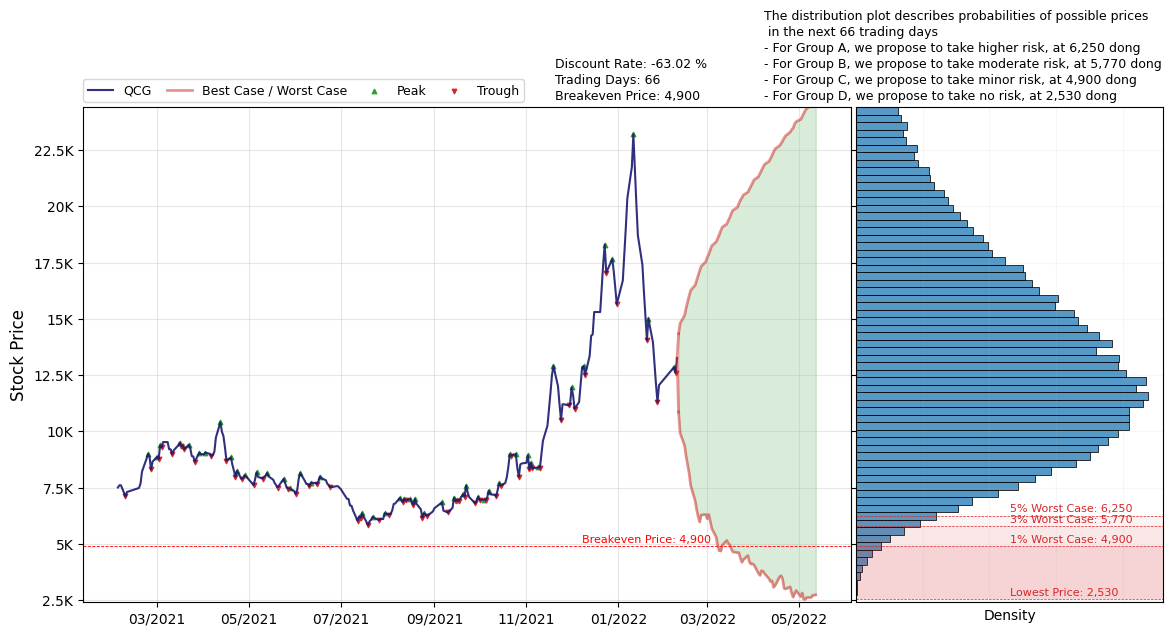 The distribution plot describes probabilities of possible prices
in the next 66 trading days
- For Group A, we propose to take higher risk, at 6,250 dong
- For Group B, we propose to take moderate risk, at 5,770 dong
- For Group C, we propose to take minor risk, at 4,900 dong
- For Group D, we propose to take no risk, at 2,530 dong
Discount Rate: -63.02 %
Trading Days: 66
Breakeven Price: 4,900
QCG Best Case / Worst Case Peak Trough
Stock Price
22.5K
20K
17.5K
15K
12.5K
10K
7.5K
5K
2.5K
Breakeven Price: 4,900
03/2021 05/2021 07/2021 09/2021 11/2021 01/2022 03/2022 05/2022
5% Worst Case: 6,250
3% Worst Case: 5,770
1% Worst Case: 4,900
Lowest Price: 2,530
Density